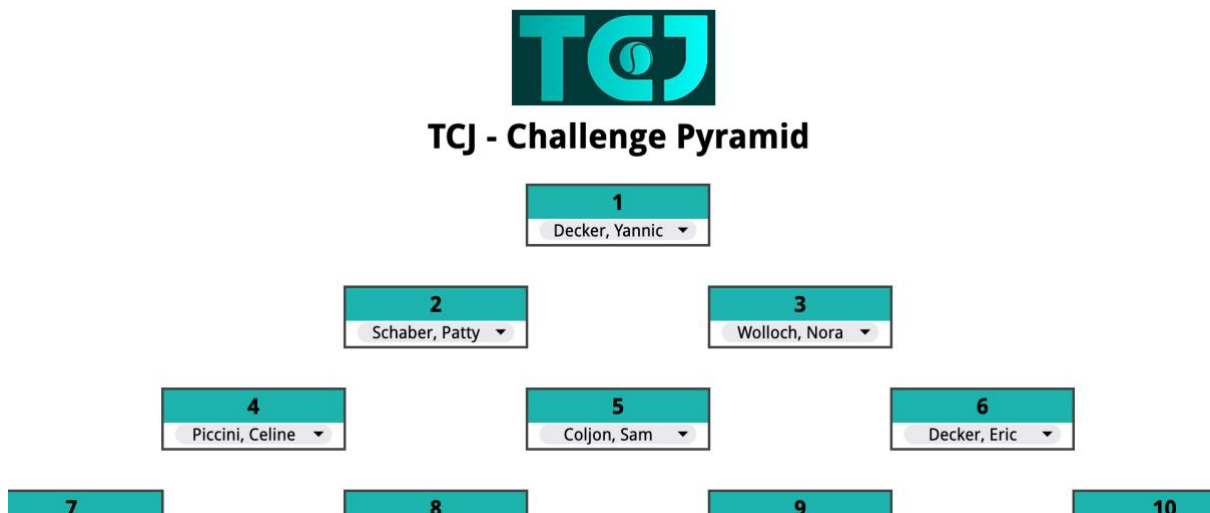 TCJ
TCJ - Challenge Pyramid
1
Decker, Yannic
2
Schaber, Patty
3
Wolloch, Nora
4
Piccini, Celine
5
Coljon, Sam
6
Decker, Eric
7
8
9
10